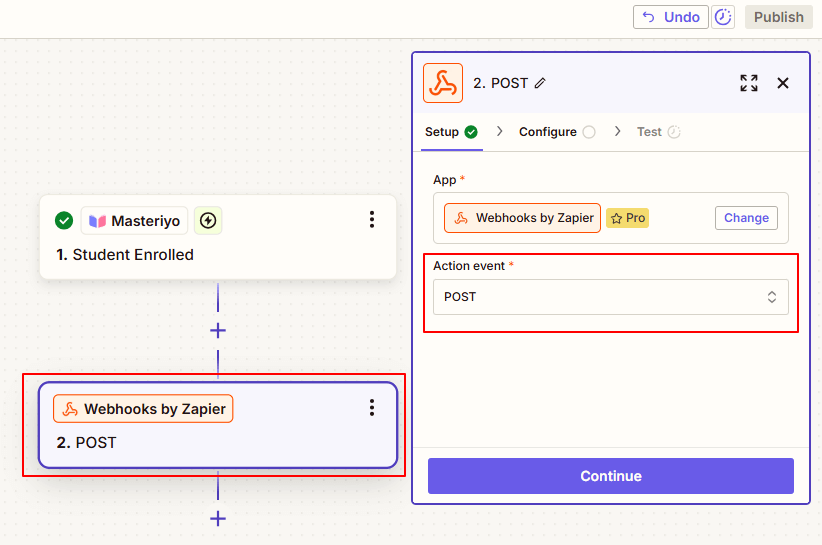 Undo
Publish
2. POST
Setup
Configure
Test
App *
Webhooks by Zapier
Pro
Change
Action event *
POST
Continue
Masteriyo
1. Student Enrolled
Webhooks by Zapier
2. POST